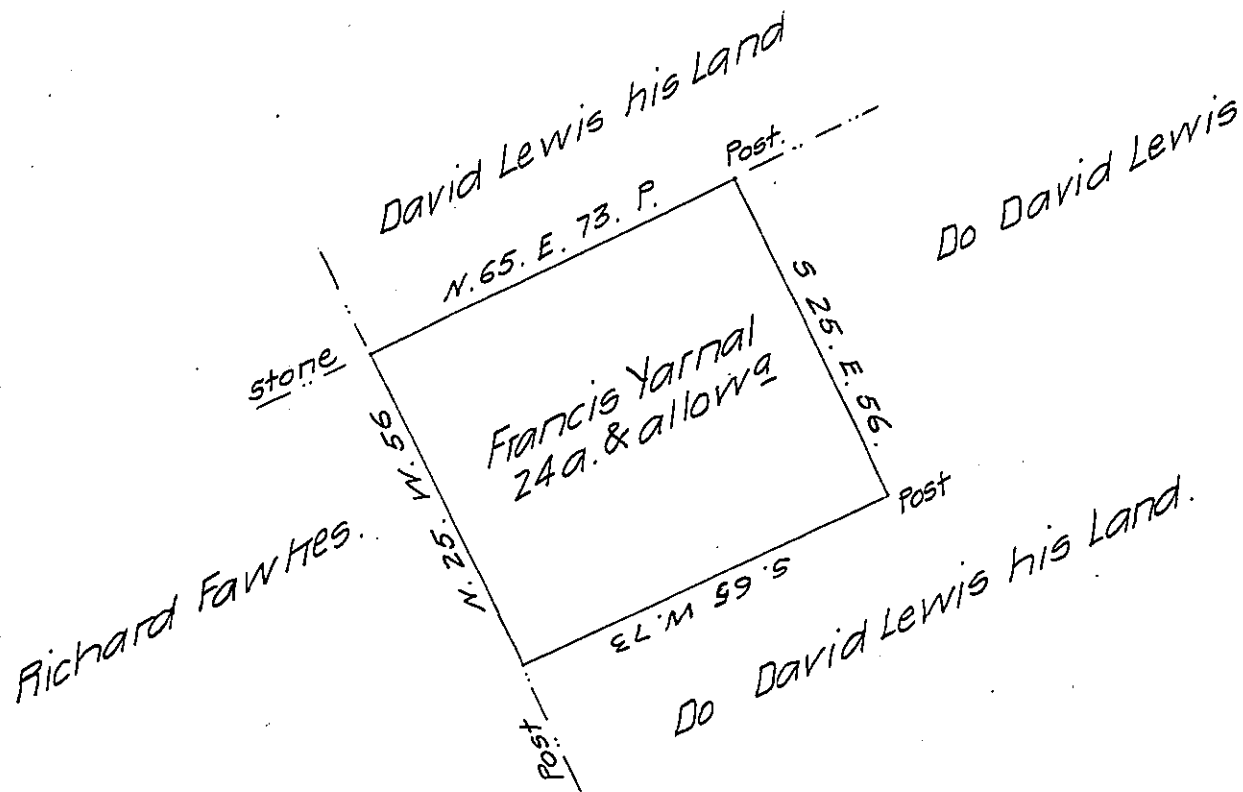 David Lewis his Land
Post.
Do David Lewis
N. 65. E. 73. P.
S 25. E. 56.
stone
Francis Yarnal
24 a. & allowa
N. 25. W. 56
Post
Richard Fawkes.
S. 65 W. 73
Do David Lewis his Land.
Post